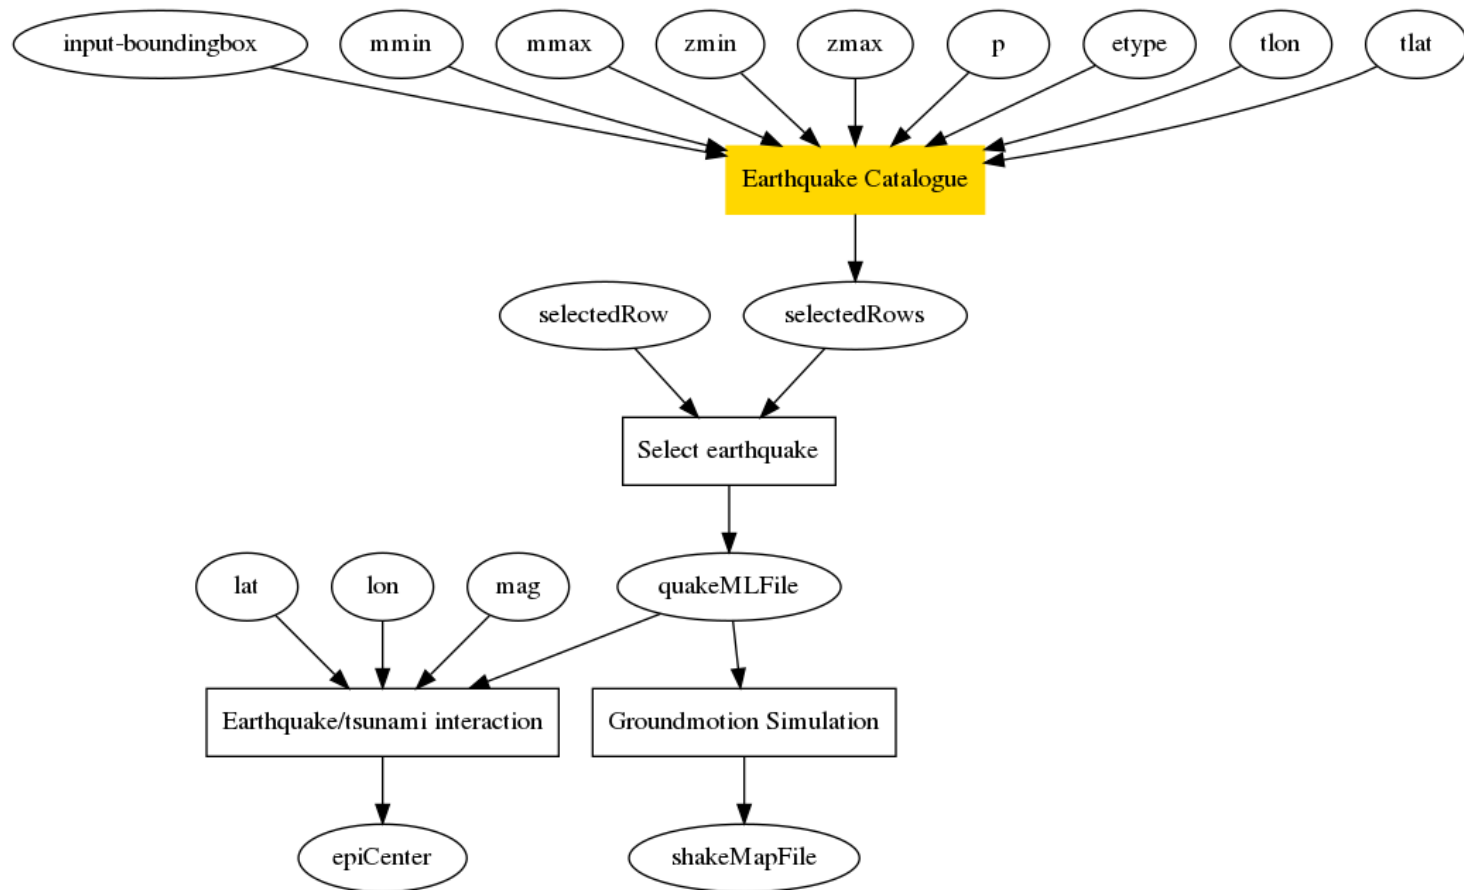 input-boundingbox
mmin
mmax
zmin
zmax
p
etype
tlon
tlat
Earthquake Catalogue
selectedRow
selectedRows
Select earthquake
lat
lon
mag
quakeMLFile
Earthquake/tsunami interaction
Groundmotion Simulation
epiCenter
shakeMapFile